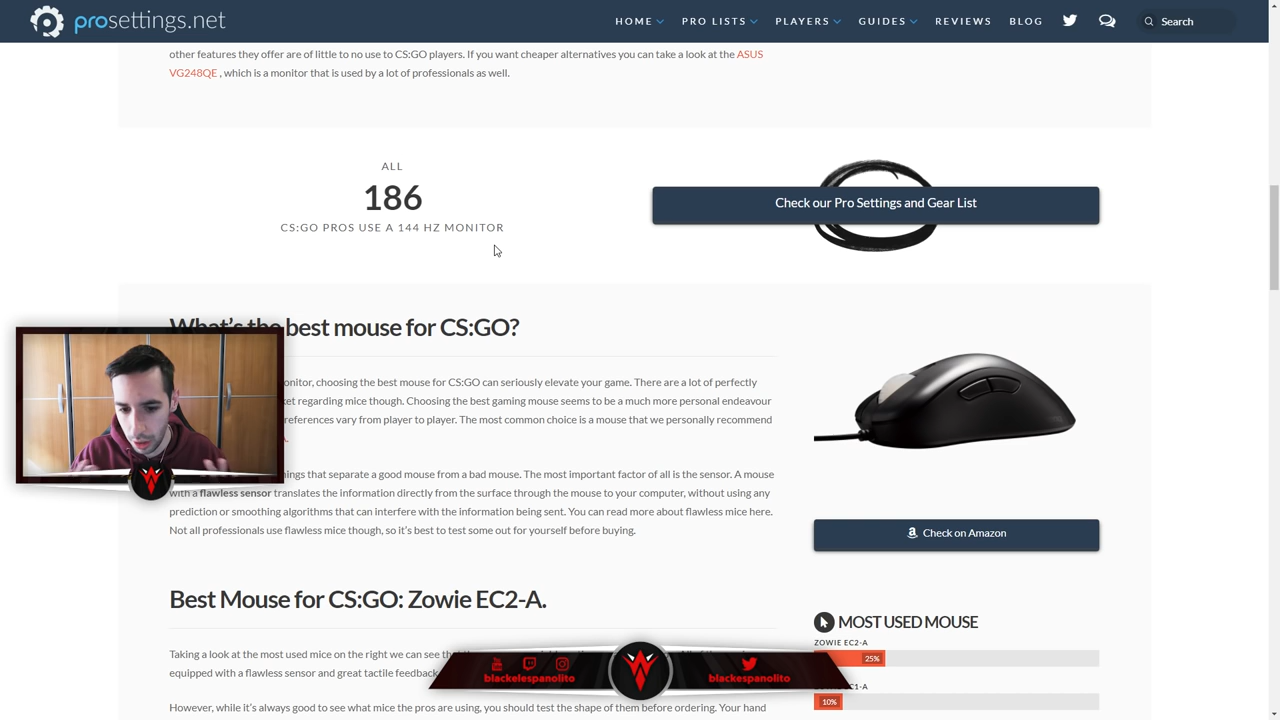 prosettings.net
HOME PRO LISTS PLAYERS GUIDES REVIEWS BLOG Search
other features they offer are of little to no use to CS:GO players. If you want cheaper alternatives you can take a look at the ASUS
VG248QE , which is a monitor that is used by a lot of professionals as well.
ALL
186
CS:GO PROS USE A 144 HZ MONITOR
Check our Pro Settings and Gear List
What's the best mouse for CS:GO?
onitor, choosing the best mouse for CS:GO can seriously elevate your game. There are a lot of perfectly
ket regarding mice though. Choosing the best gaming mouse seems to be a much more personal endeavour
references vary from player to player. The most common choice is a mouse that we personally recommend
A.
ings that separate a good mouse from a bad mouse. The most important factor of all is the sensor. A mouse
with a flawless sensor translates the information directly from the surface through the mouse to your computer, without using any
prediction or smoothing algorithms that can interfere with the information being sent. You can read more about flawless mice here.
Not all professionals use flawless mice though, so it's best to test some out for yourself before buying.
Check on Amazon
Best Mouse for CS:GO: Zowie EC2-A.
Taking a look at the most used mice on the right we can see that
equipped with a flawless sensor and great tactile feedback
However, while it's always good to see what mice the pros are using, you should test the shape of them before ordering. Your hand
MOST USED MOUSE
ZOWIE EC2-A
25%
C1-A
10%
blackelespanolito
blackespanolito